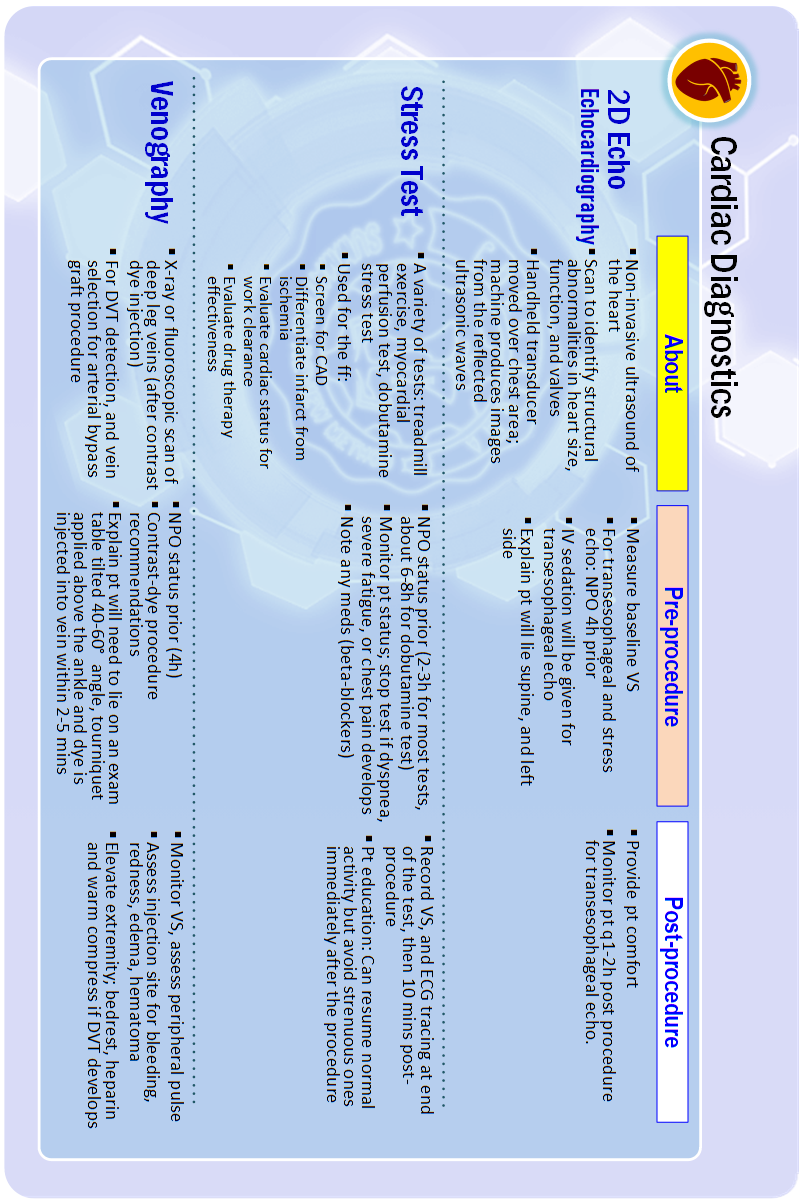 Cardiac Diagnostics
About
Pre-procedure
Post-procedure
2D Echo
Echocardiography
▪ Non-invasive ultrasound of
the heart
▪ Scan to identify structural
abnormalities in heart size,
function, and valves
▪ Handheld transducer
moved over chest area;
machine produces images
from the reflected
ultrasonic waves
▪ Measure baseline VS
▪ For transesophageal and stress
echo: NPO 4h prior
▪ IV sedation will be given for
transesophageal echo
▪ Explain pt will lie supine, and left
side
▪ Provide pt comfort
▪ Monitor pt q1-2h post procedure
for transesophageal echo.
Stress Test
▪ A variety of tests: treadmill
exercise, myocardial
perfusion test, dobutamine
stress test
▪ Used for the ff:
▪ Screen for CAD
▪ Differentiate infarct from
ischemia
▪ Evaluate cardiac status for
work clearance
▪ Evaluate drug therapy
effectiveness
▪ NPO status prior (2-3h for most tests,
about 6-8h for dobutamine test)
▪ Monitor pt status; stop test if dyspnea,
severe fatigue, or chest pain develops
▪ Note any meds (beta-blockers)
▪ Record VS, and ECG tracing at end
of the test, then 10 mins post-
procedure
▪ Pt education: Can resume normal
activity but avoid strenuous ones
immediately after the procedure
Venography
▪ X-ray or fluoroscopic scan of
deep leg veins (after contrast
dye injection)
▪ For DVT detection, and vein
selection for arterial bypass
graft procedure
▪ NPO status prior (4h)
▪ Contrast-dye procedure
recommendations
▪ Explain pt will need to lie on an exam
table tilted 40-60° angle, tourniquet
applied above the ankle and dye is
injected into vein within 2-5 mins
▪ Monitor VS, assess peripheral pulse
▪ Assess injection site for bleeding,
redness, edema, hematoma
▪ Elevate extremity; bedrest, heparin
and warm compress if DVT develops